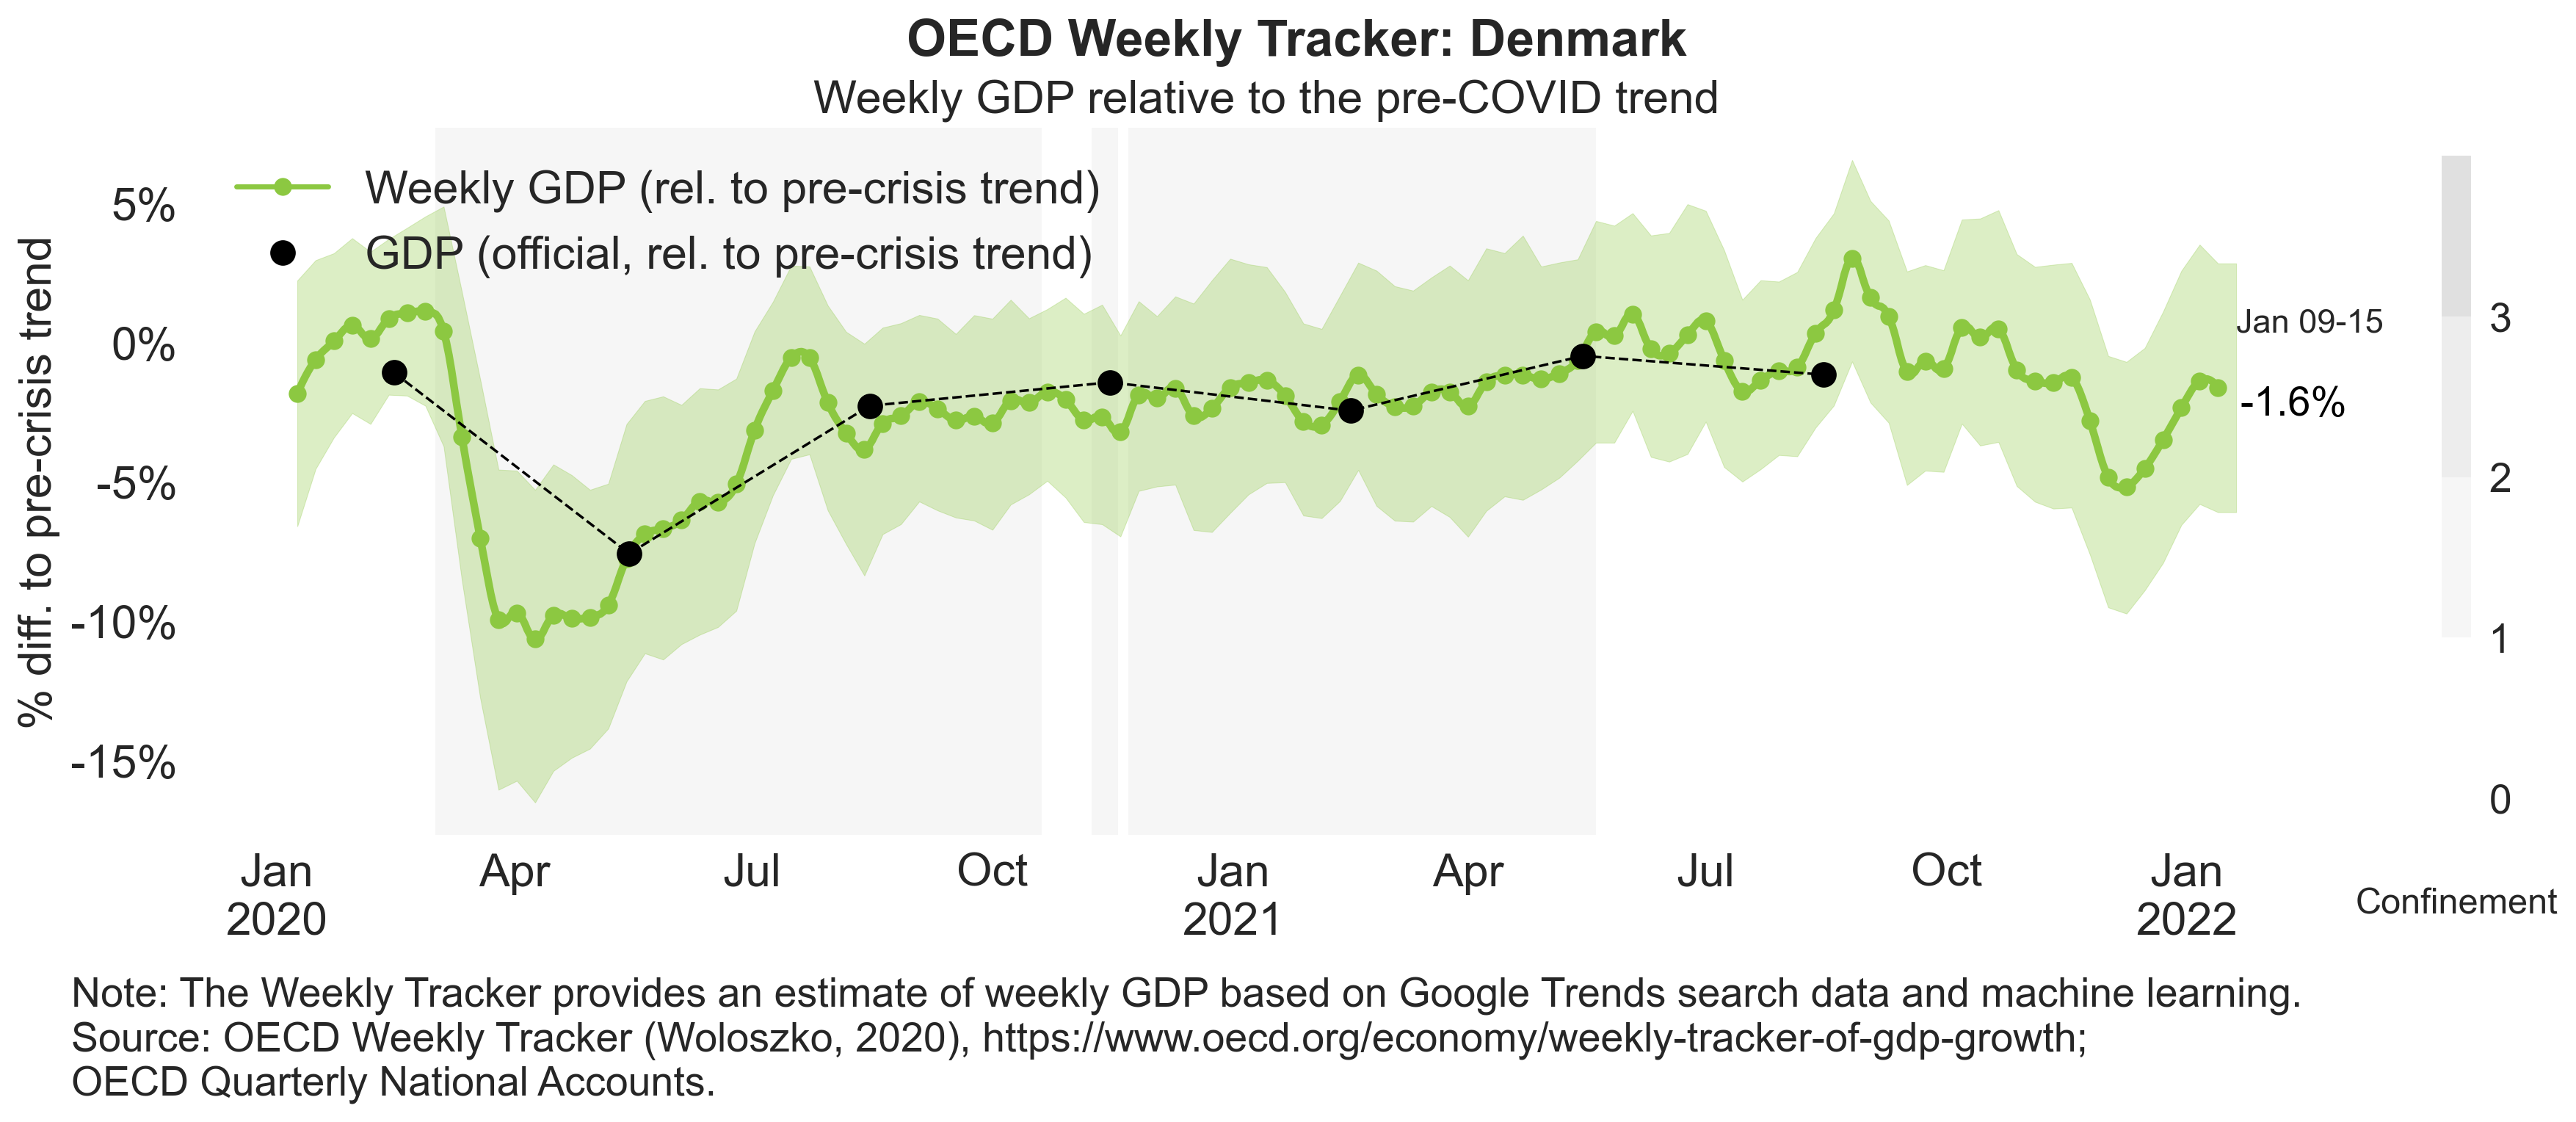 OECD Weekly Tracker: Denmark
Weekly GDP relative to the pre-COVID trend
Weekly GDP (rel. to pre-crisis trend)
GDP (official, rel. to pre-crisis trend)
% diff. to pre-crisis trend
5%
0%
-5%
-10%
-15%
Jan 09-15
-1.6%
3
2
1
0
Confinement
Jan Apr Jul Oct Jan Apr Jul Oct Jan
2020 2021 2022
Note: The Weekly Tracker provides an estimate of weekly GDP based on Google Trends search data and machine learning.
Source: OECD Weekly Tracker (Woloszko, 2020), https://www.oecd.org/economy/weekly-tracker-of-gdp-growth;
OECD Quarterly National Accounts.